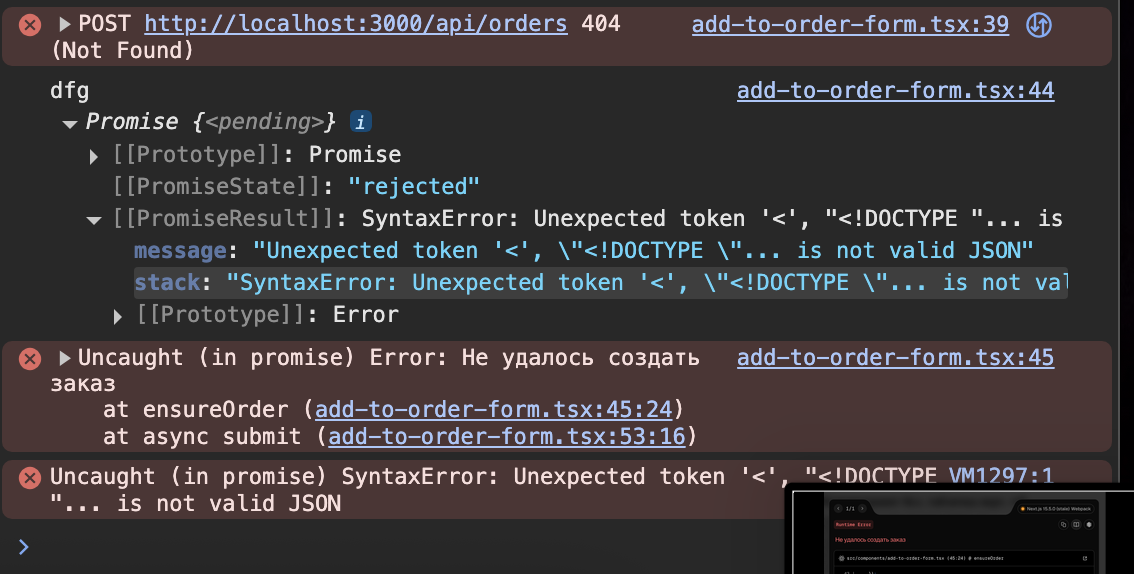 POST http://localhost:3000/api/orders 404 add-to-order-form.tsx:39
(Not Found)
dfg add-to-order-form.tsx:44
Promise {<pending>} i
[[Prototype]]: Promise
[[PromiseState]]: "rejected"
[[PromiseResult]]: SyntaxError: Unexpected token '<', "<!DOCTYPE "... is
message: "Unexpected token '<', \"<!DOCTYPE \"... is not valid JSON"
stack: "SyntaxError: Unexpected token '<', \"<!DOCTYPE \"... is not val
[[Prototype]]: Error
Uncaught (in promise) Error: Не удалось создать add-to-order-form.tsx:45
заказ
at ensureOrder (add-to-order-form.tsx:45:24)
at async submit (add-to-order-form.tsx:53:16)
Uncaught (in promise) SyntaxError: Unexpected token '<', "<!DOCTYPE VM1297:1
"... is not valid JSON
1/1 Next.js 15.5.0 (stale) Webpack
Runtime Error
Не удалось создать заказ
src/components/add-to-order-form.tsx (45:24) @ ensureOrder